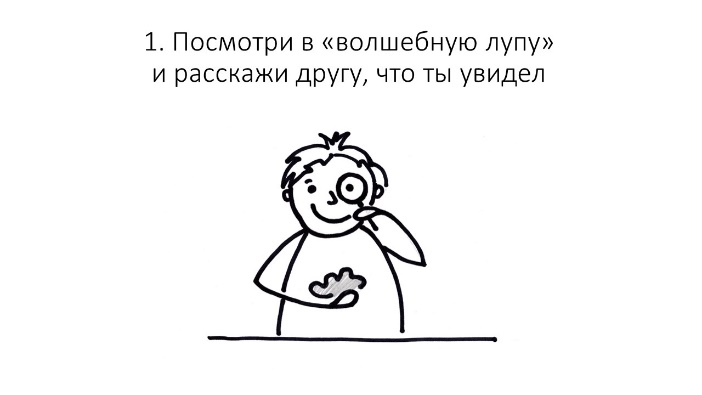 1. Посмотри в «волшебную лупу»
и расскажи другу, что ты увидел